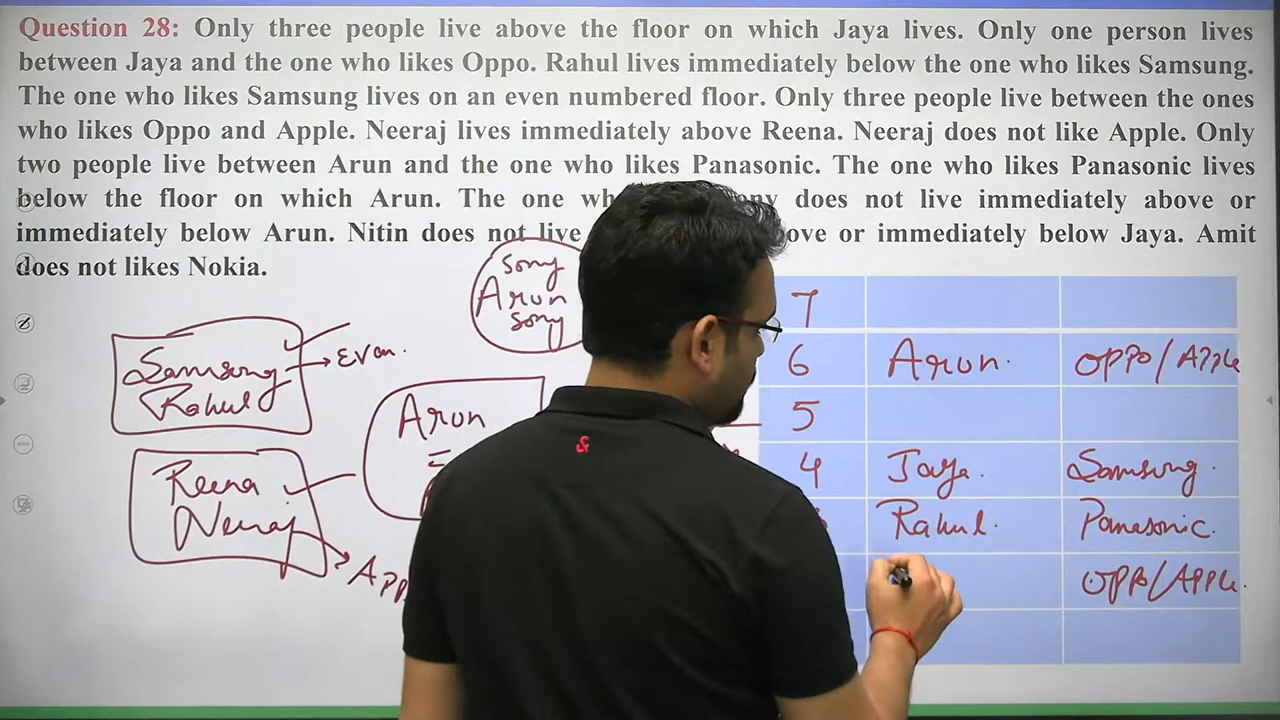 Question 28: Only three people live above the floor on which Jaya lives. Only one person lives
between Jaya and the one who likes Oppo. Rahul lives immediately below the one who likes Samsung.
The one who likes Samsung lives on an even numbered floor. Only three people live between the ones
who likes Oppo and Apple. Neeraj lives immediately above Reena. Neeraj does not like Apple. Only
two people live between Arun and the one who likes Panasonic. The one who likes Panasonic lives
below the floor on which Arun. The one does not live immediately above or
immediately below Arun. Nitin does not live or immediately below Jaya. Amit
does not likes Nokia.
Sony
Arun
Sony
Samsung
Rahul
Even.
Reena
Neeraj
Arun
7
6 Arun. OPPO/APPle
5
4 Jaya. Samsung.
Rahul. Panasonic.
OPPO/APPle.